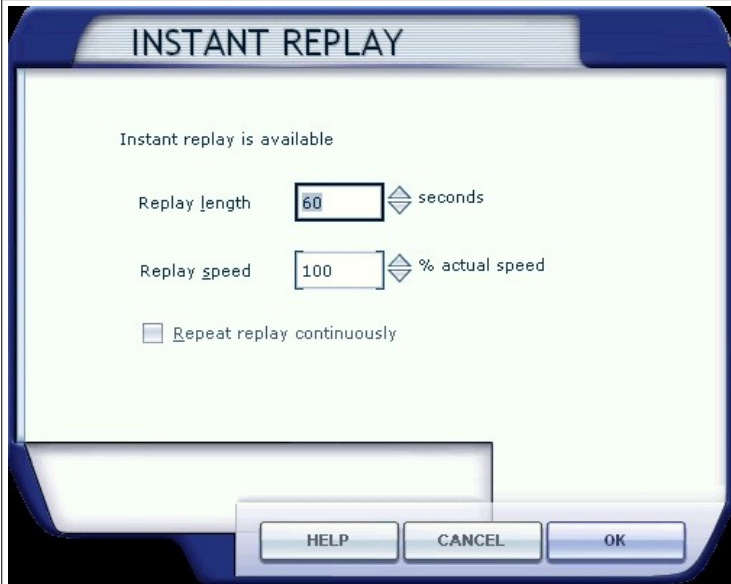 INSTANT REPLAY
Instant replay is available
Replay length 60 seconds
Replay speed 100 % actual speed
Repeat replay continuously
HELP CANCEL OK